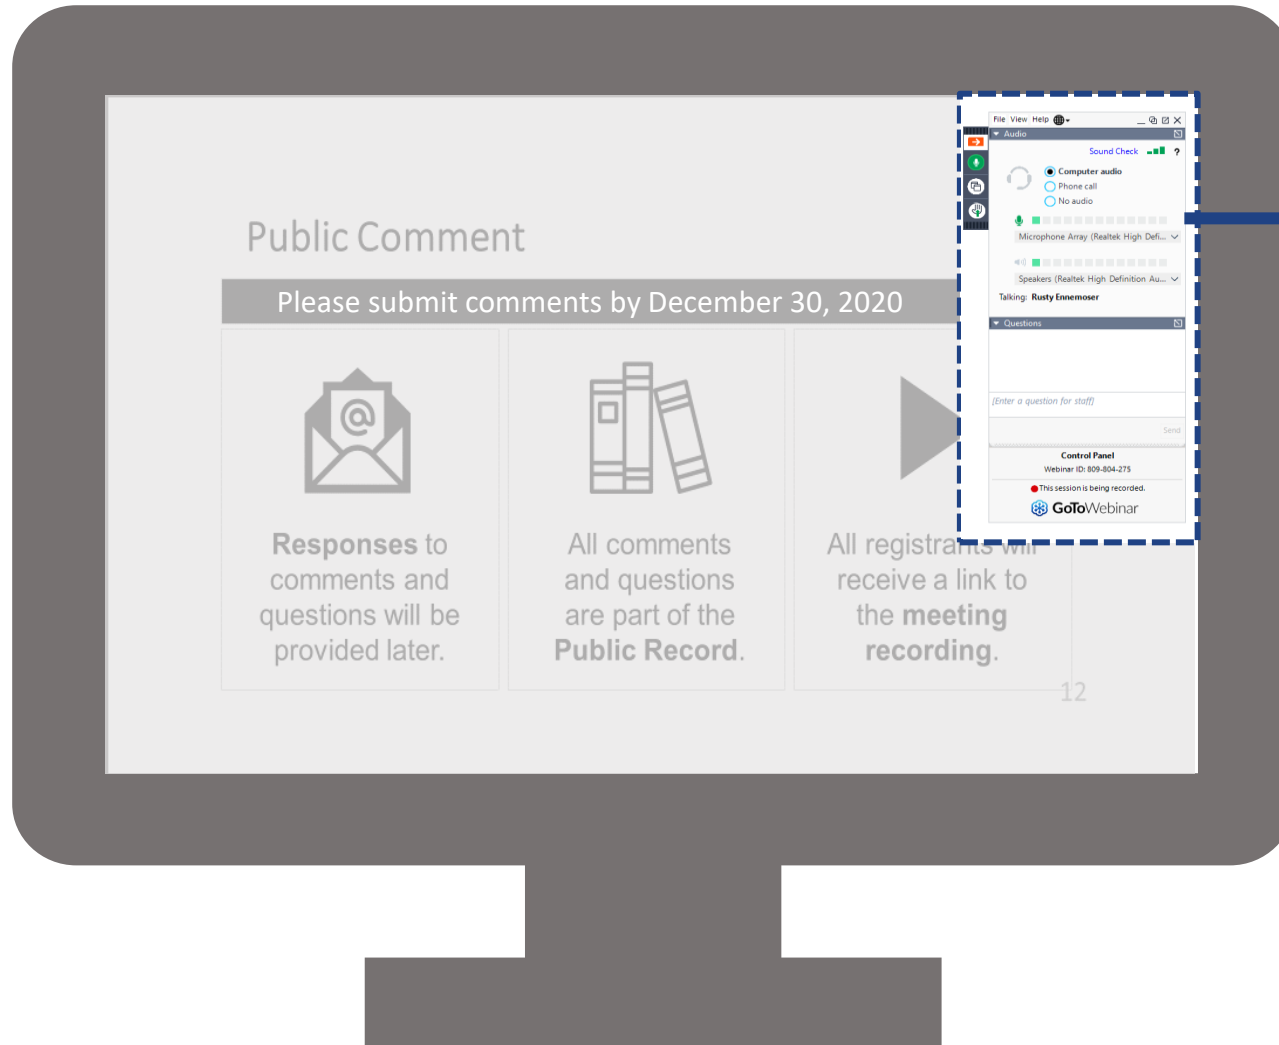 Public Comment
Please submit comments by December 30, 2020
Responses to
comments and
questions will be
provided later.
All comments
and questions
are part of the
Public Record.
All registrants will
receive a link to
the meeting
recording.
12
File View Help
Audio
Sound Check ?
Computer audio
Phone call
No audio
Microphone Array (Realtek High Defi...
Speakers (Realtek High Definition Au...
Talking: Rusty Ennemoser
Questions
[Enter a question for staff]
Send
Control Panel
Webinar ID: 809-804-275
This session is being recorded.
GoToWebinar